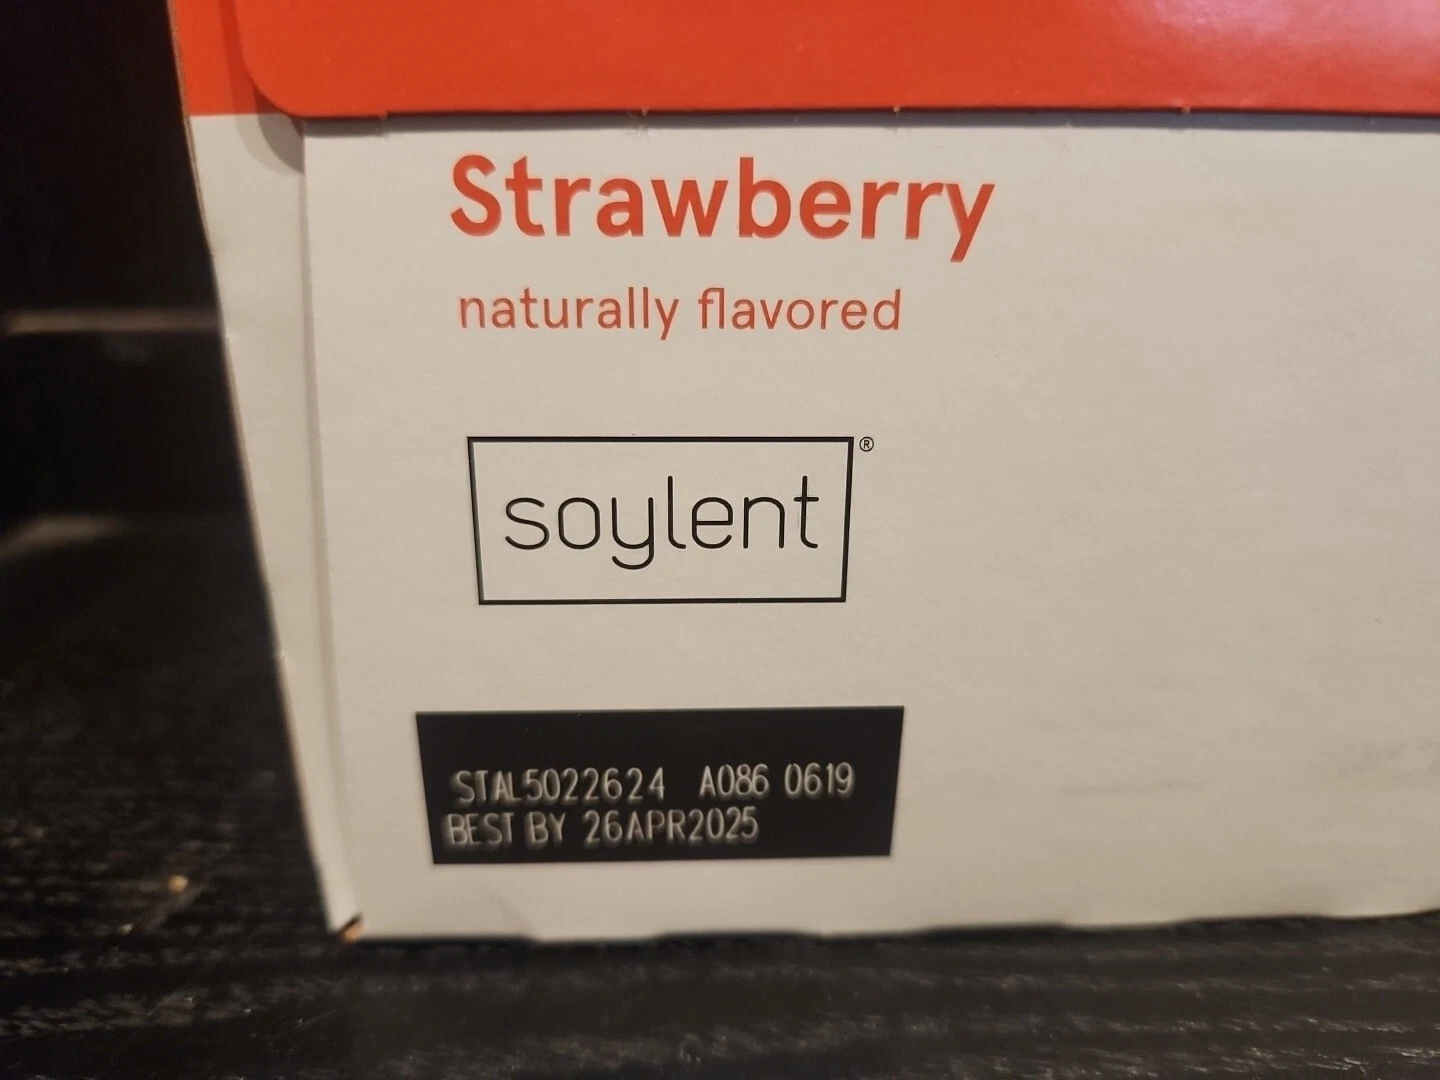 Strawberry
naturally flavored
soylent®
STAL5022624 A086 0619
BEST BY 26APR2025